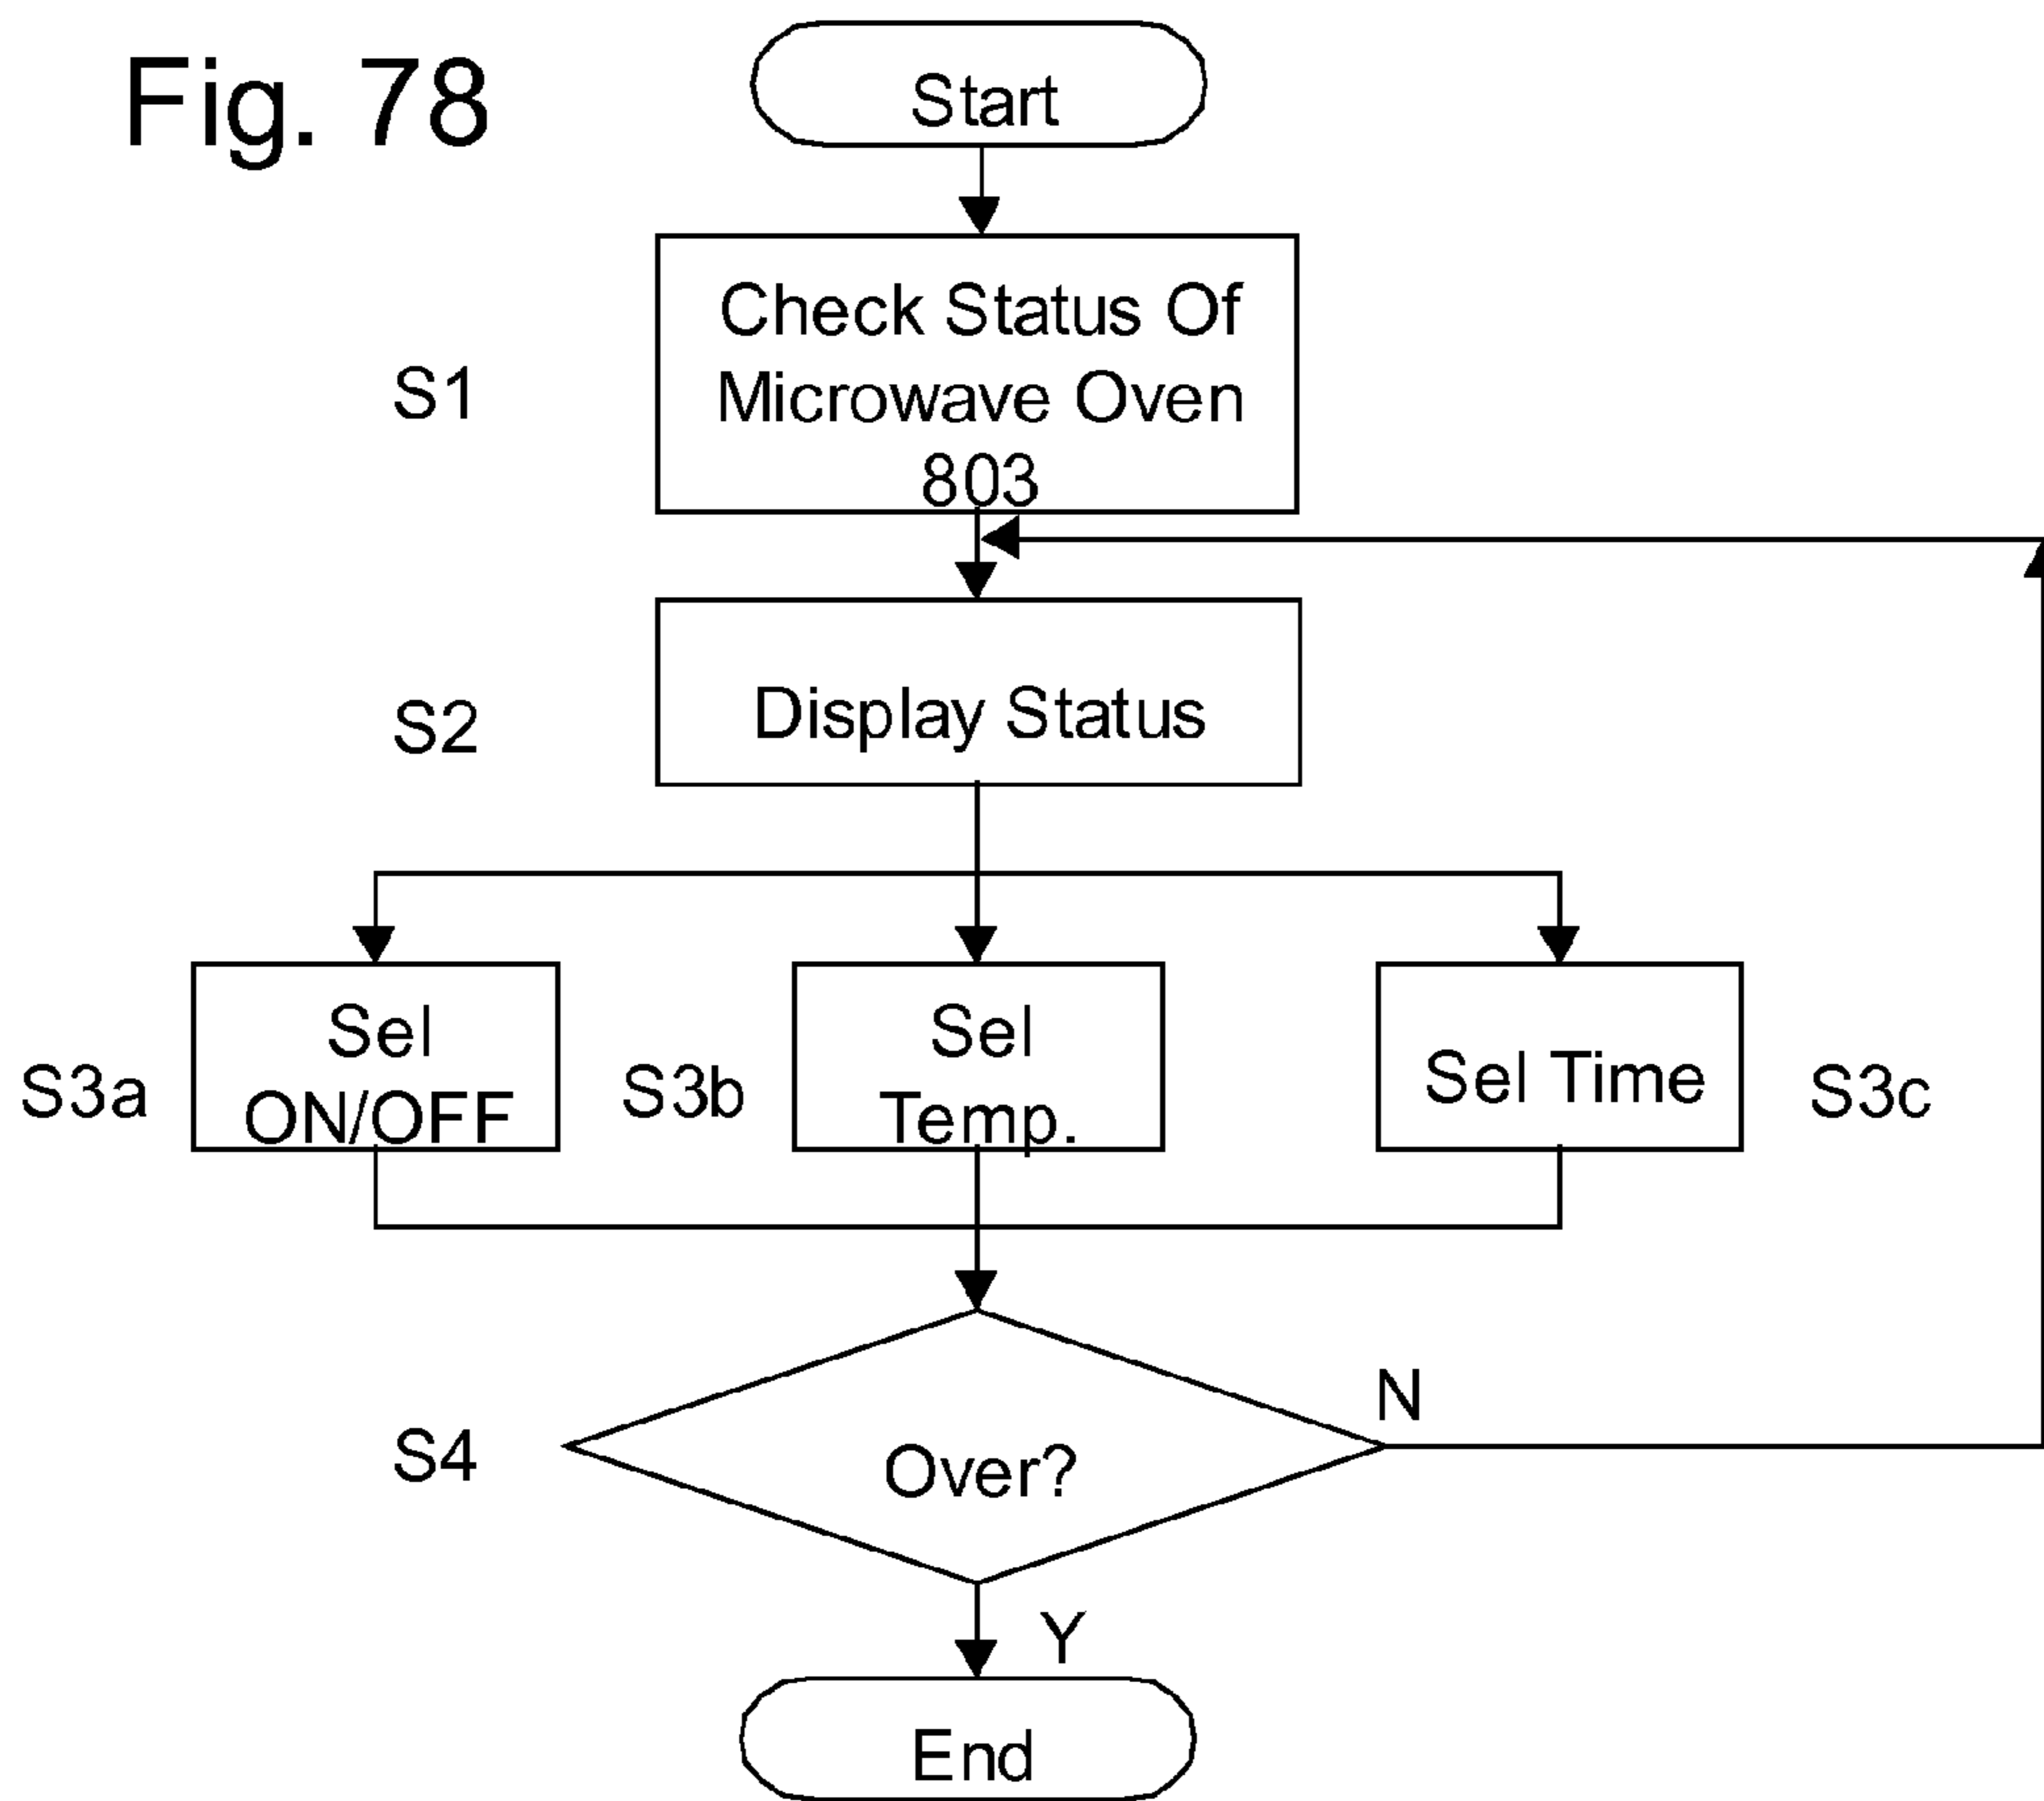 Fig. 78
Start
S1
Check Status Of
Microwave Oven
803
S2
Display Status
S3a
Sel
ON/OFF
S3b
Sel
Temp.
Sel Time
S3c
S4
Over?
N
Y
End